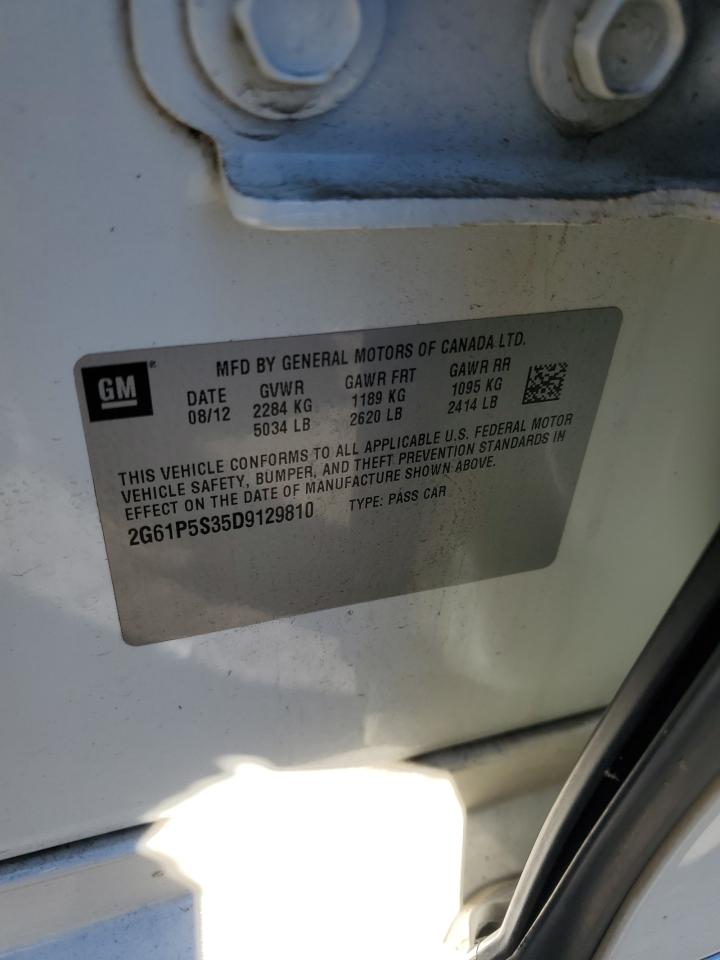 GM
MFD BY GENERAL MOTORS OF CANADA LTD.
DATE GVWR GAWR FRT GAWR RR
08/12 2284 KG 1189 KG 1095 KG
5034 LB 2620 LB 2414 LB
THIS VEHICLE CONFORMS TO ALL APPLICABLE U.S. FEDERAL MOTOR
VEHICLE SAFETY, BUMPER, AND THEFT PREVENTION STANDARDS IN
EFFECT ON THE DATE OF MANUFACTURE SHOWN ABOVE.
2G61P5S35D9129810 TYPE: PASS CAR